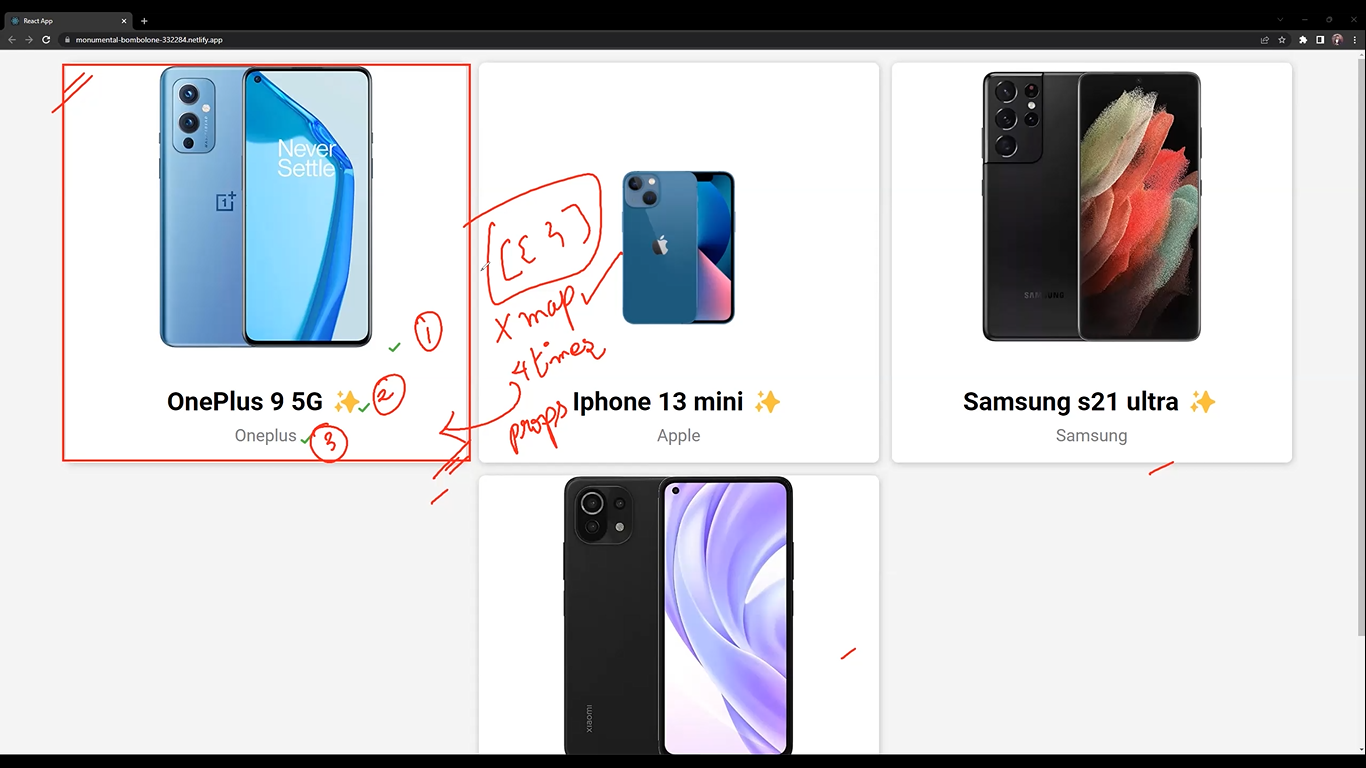 React App
monumental-bombolone-332284.netlify.app
Never
Settle
1+
SAMSUNG
[{ }]
X map
4 times
props
1
2
3
OnePlus 9 5G ✨
Oneplus
Iphone 13 mini ✨
Apple
Samsung s21 ultra ✨
Samsung
xiaomi